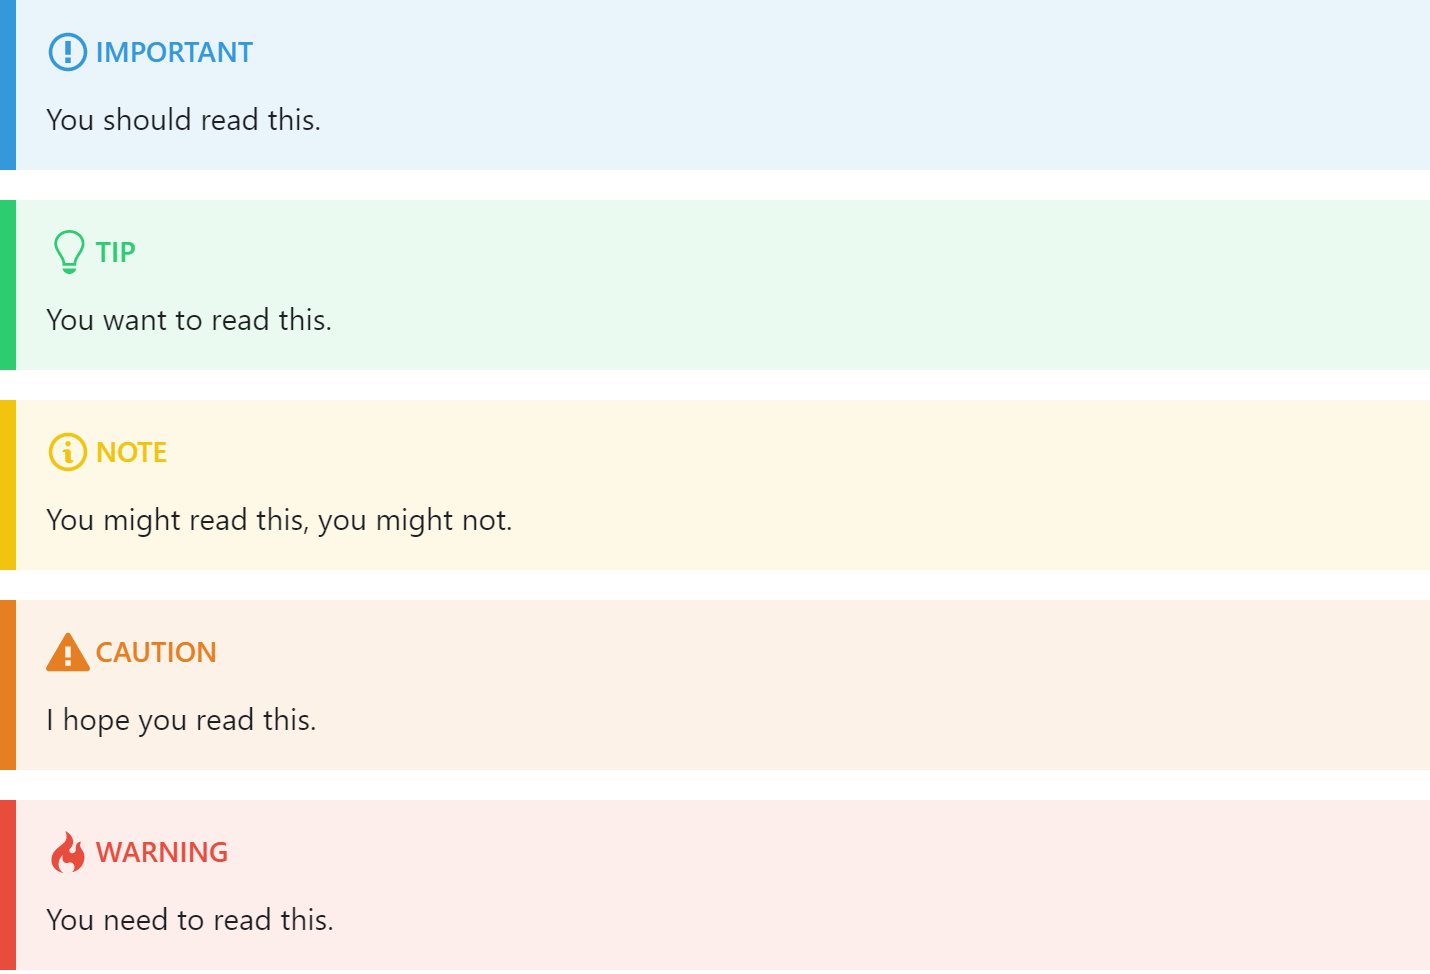 IMPORTANT
You should read this.
TIP
You want to read this.
NOTE
You might read this, you might not.
CAUTION
I hope you read this.
WARNING
You need to read this.